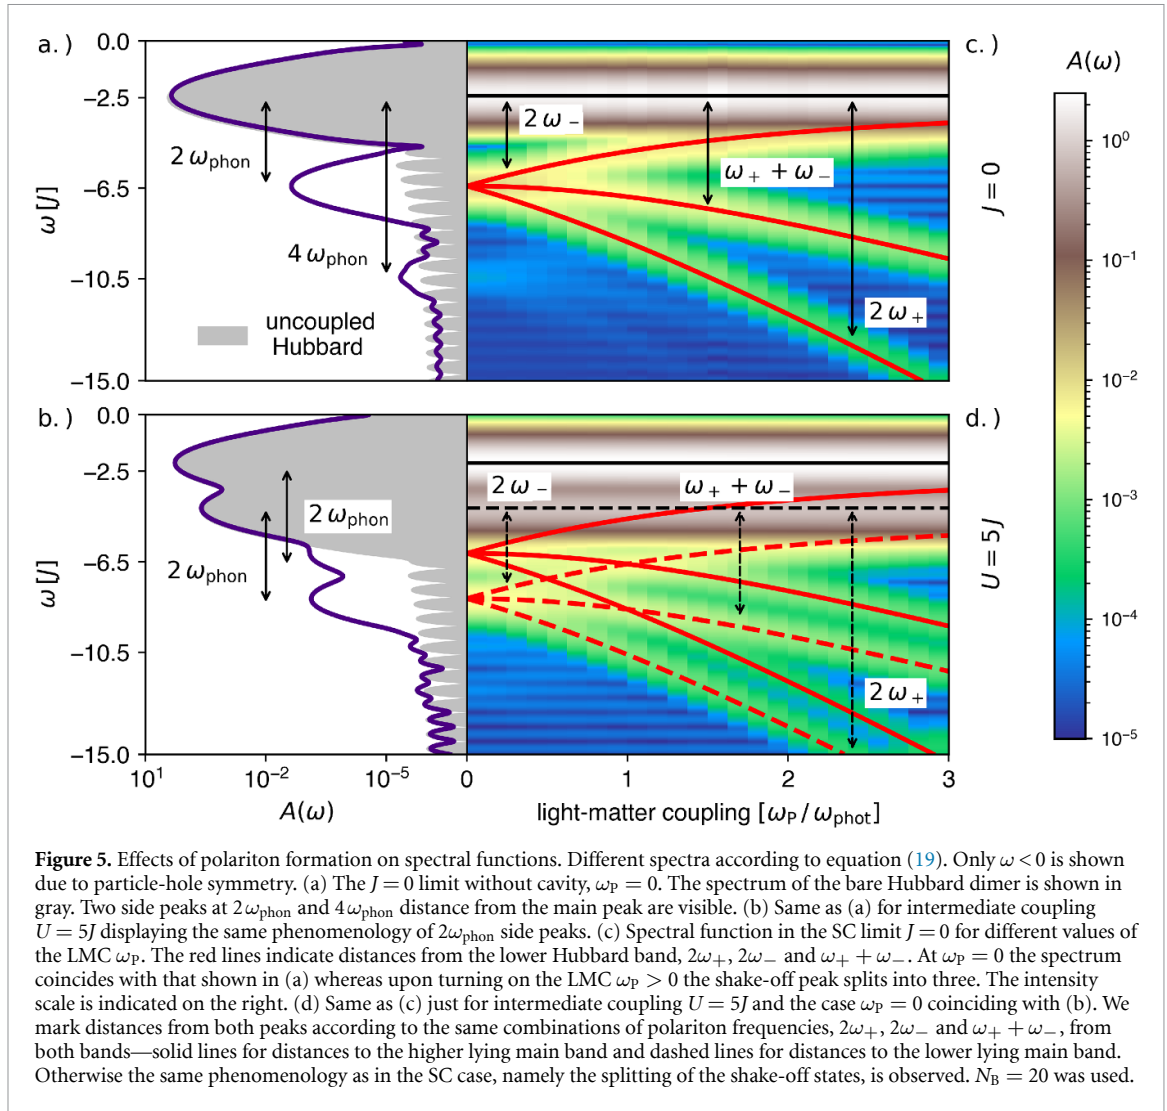 a.)
c.)
A(ω)
0.0
−2.5
−6.5
−10.5
−15.0
ω[J]
2 ω_phon
4 ω_phon
uncoupled
Hubbard
2 ω_−
ω_+ + ω_−
2 ω_+
J = 0
10^0
10^−1
10^−2
10^−3
10^−4
10^−5
b.)
d.)
0.0
−2.5
−6.5
−10.5
−15.0
ω[J]
2 ω_phon
2 ω_phon
2 ω_−
ω_+ + ω_−
2 ω_+
U = 5J
10^1
10^−2
10^−5
0
1
2
3
A(ω)
light-matter coupling [ω_P / ω_phot]
Figure 5. Effects of polariton formation on spectral functions. Different spectra according to equation (19). Only ω < 0 is shown
due to particle-hole symmetry. (a) The J = 0 limit without cavity, ω_P = 0. The spectrum of the bare Hubbard dimer is shown in
gray. Two side peaks at 2 ω_phon and 4 ω_phon distance from the main peak are visible. (b) Same as (a) for intermediate coupling
U = 5J displaying the same phenomenology of 2ω_phon side peaks. (c) Spectral function in the SC limit J = 0 for different values of
the LMC ω_P. The red lines indicate distances from the lower Hubbard band, 2ω_+, 2ω_− and ω_+ + ω_−. At ω_P = 0 the spectrum
coincides with that shown in (a) whereas upon turning on the LMC ω_P > 0 the shake-off peak splits into three. The intensity
scale is indicated on the right. (d) Same as (c) just for intermediate coupling U = 5J and the case ω_P = 0 coinciding with (b). We
mark distances from both peaks according to the same combinations of polariton frequencies, 2ω_+, 2ω_− and ω_+ + ω_−, from
both bands—solid lines for distances to the higher lying main band and dashed lines for distances to the lower lying main band.
Otherwise the same phenomenology as in the SC case, namely the splitting of the shake-off states, is observed. N_B = 20 was used.